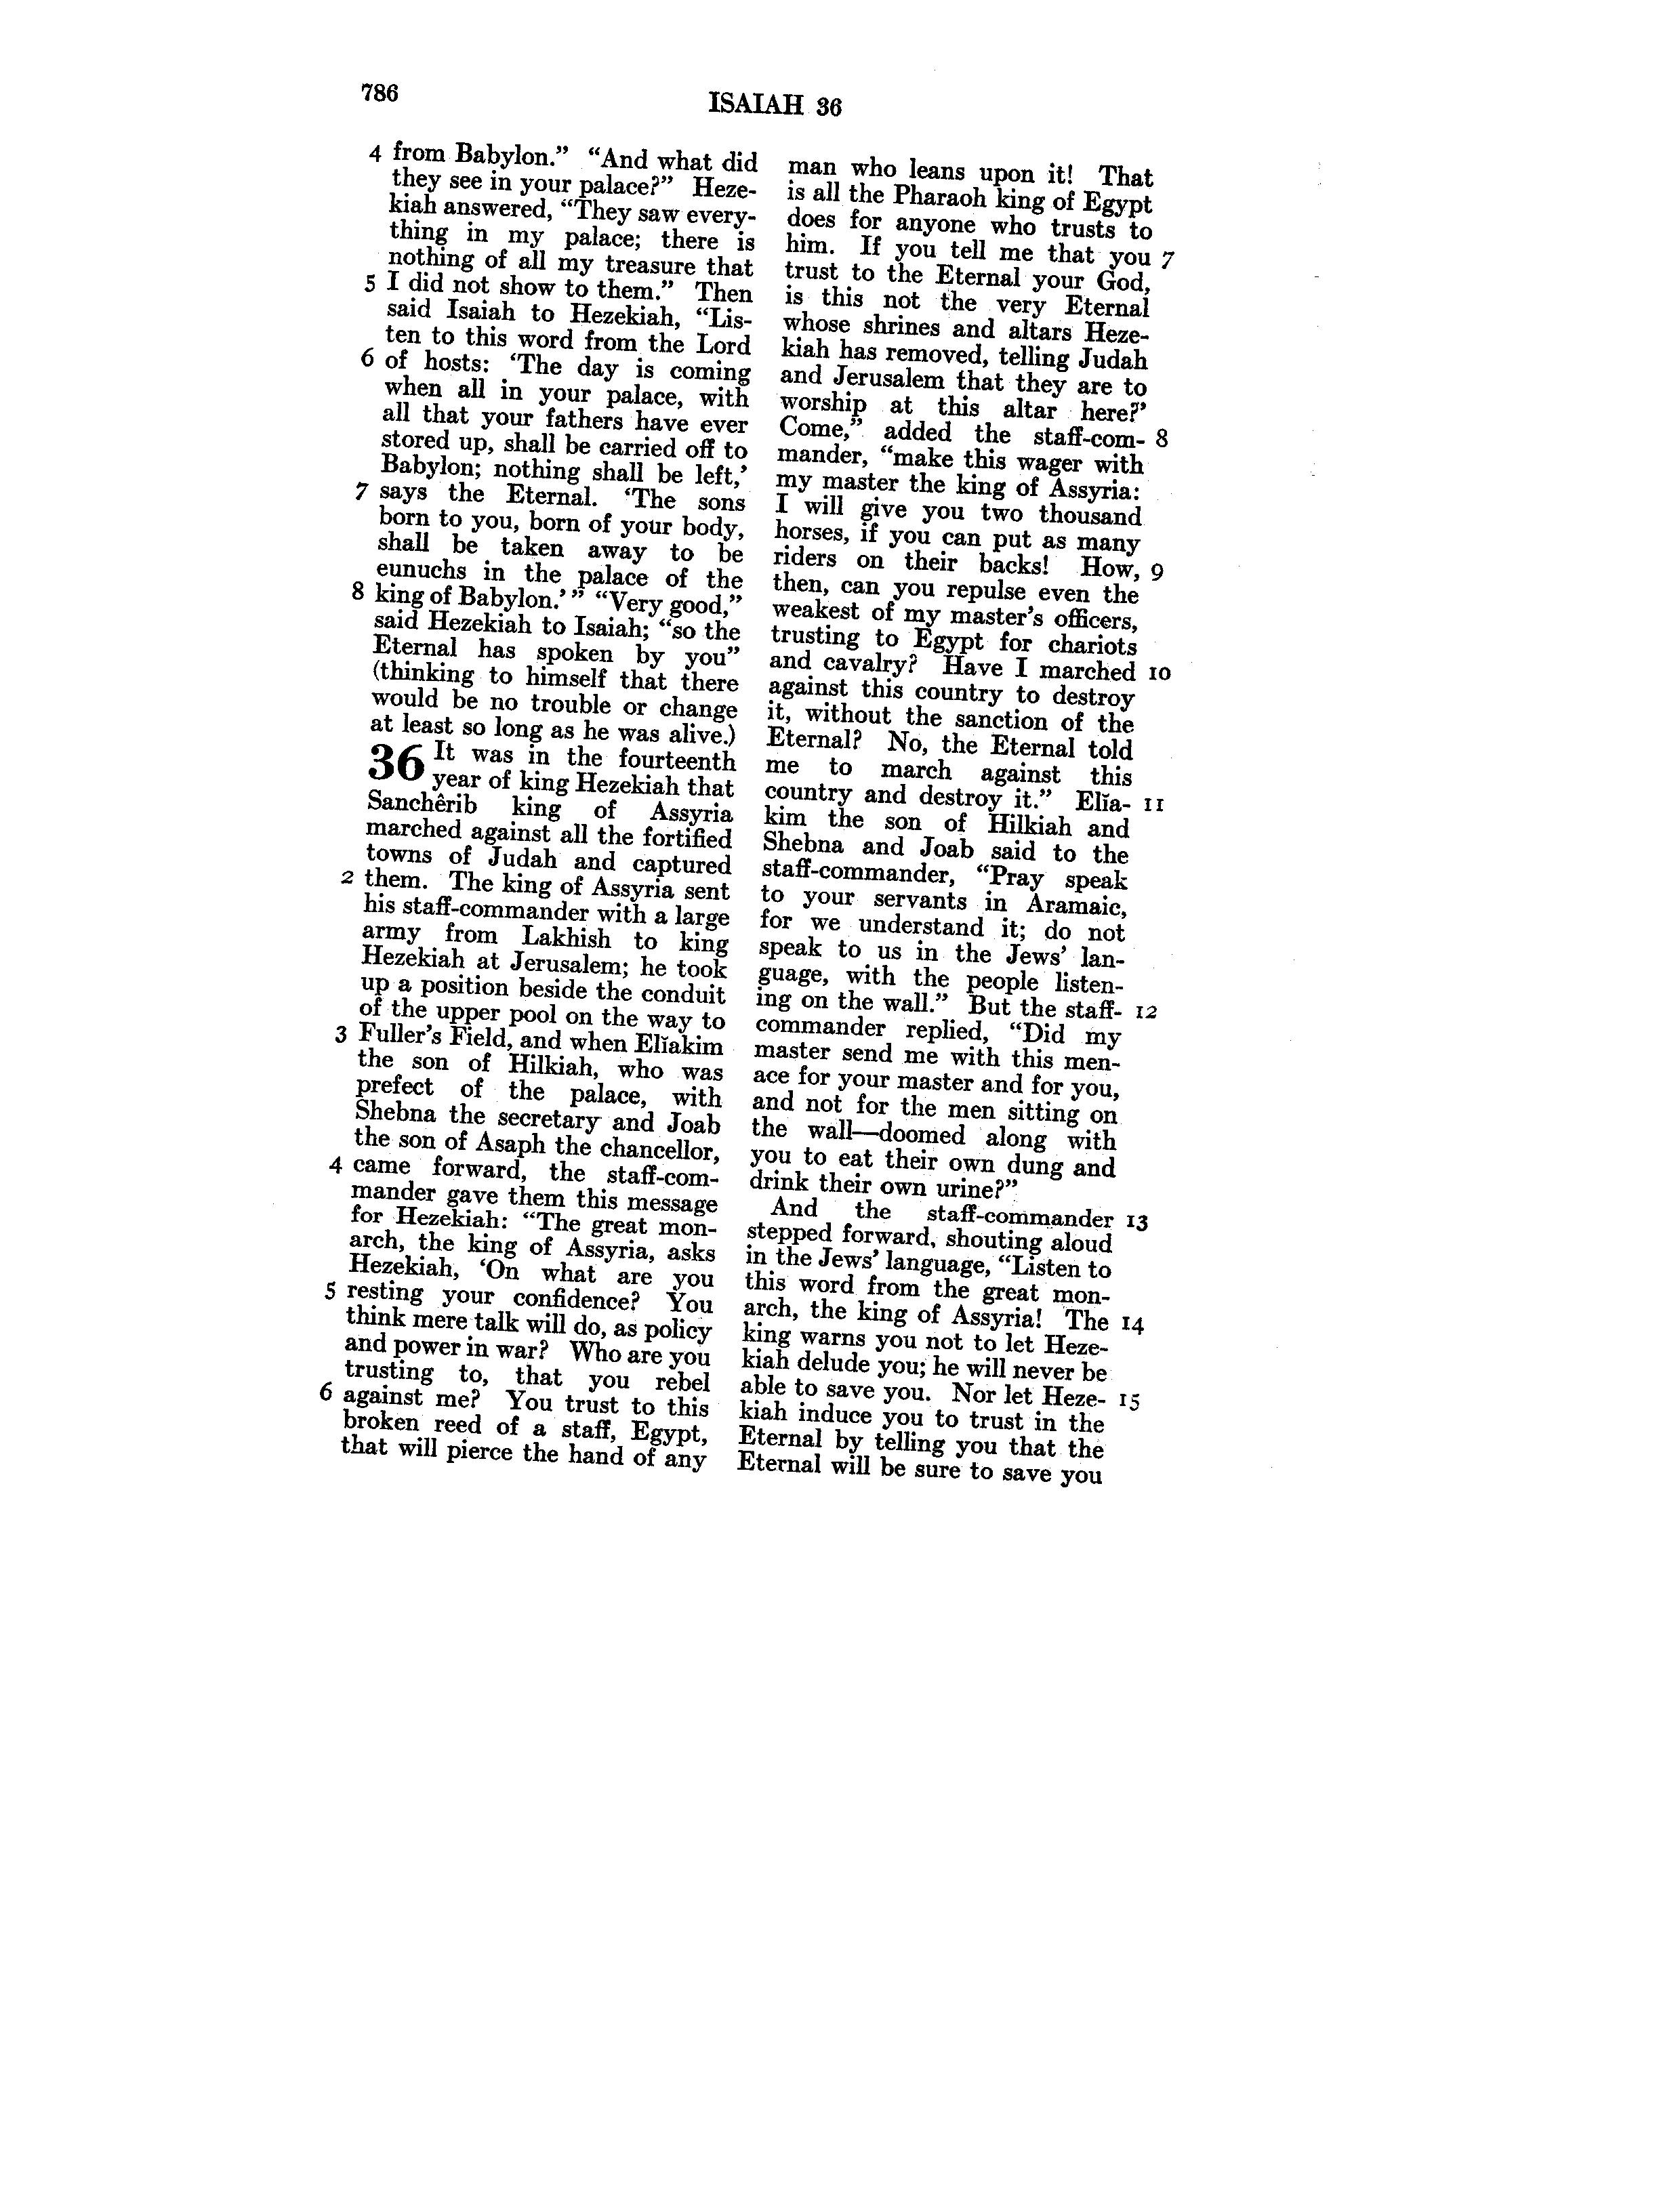 786
ISAIAH 36
4 from Babylon.” “And what did
they see in your palace?” Heze-
kiah answered, “They saw every-
thing in my palace; there is
nothing of all my treasure that
5 I did not show to them.” Then
said Isaiah to Hezekiah, “Lis-
ten to this word from the Lord
6 of hosts: ‘The day is coming
when all in your palace, with
all that your fathers have ever
stored up, shall be carried off to
Babylon; nothing shall be left,’
7 says the Eternal. ‘The sons
born to you, born of your body,
shall be taken away to be
eunuchs in the palace of the
8 king of Babylon.’ ” “Very good,”
said Hezekiah to Isaiah; “so the
Eternal has spoken by you”
(thinking to himself that there
would be no trouble or change
at least so long as he was alive.)
36 It was in the fourteenth
year of king Hezekiah that
Sanchêrib king of Assyria
marched against all the fortified
towns of Judah and captured
2 them. The king of Assyria sent
his staff-commander with a large
army from Lakhish to king
Hezekiah at Jerusalem; he took
up a position beside the conduit
of the upper pool on the way to
3 Fuller’s Field, and when Elĭakim
the son of Hilkiah, who was
prefect of the palace, with
Shebna the secretary and Joab
the son of Asaph the chancellor,
4 came forward, the staff-com-
mander gave them this message
for Hezekiah: “The great mon-
arch, the king of Assyria, asks
Hezekiah, ‘On what are you
5 resting your confidence? You
think mere talk will do, as policy
and power in war? Who are you
trusting to, that you rebel
6 against me? You trust to this
broken reed of a staff, Egypt,
that will pierce the hand of any
man who leans upon it! That
is all the Pharaoh king of Egypt
does for anyone who trusts to
him. If you tell me that you 7
trust to the Eternal your God,
is this not the very Eternal
whose shrines and altars Heze-
kiah has removed, telling Judah
and Jerusalem that they are to
worship at this altar here?’
Come,” added the staff-com- 8
mander, “make this wager with
my master the king of Assyria:
I will give you two thousand
horses, if you can put as many
riders on their backs! How, 9
then, can you repulse even the
weakest of my master’s officers,
trusting to Egypt for chariots
and cavalry? Have I marched 10
against this country to destroy
it, without the sanction of the
Eternal? No, the Eternal told
me to march against this
country and destroy it.” Elĭa- 11
kim the son of Hilkiah and
Shebna and Joab said to the
staff-commander, “Pray speak
to your servants in Aramaic,
for we understand it; do not
speak to us in the Jews’ lan-
guage, with the people listen-
ing on the wall.” But the staff- 12
commander replied, “Did my
master send me with this men-
ace for your master and for you,
and not for the men sitting on
the wall—doomed along with
you to eat their own dung and
drink their own urine?”
And the staff-commander 13
stepped forward, shouting aloud
in the Jews’ language, “Listen to
this word from the great mon-
arch, the king of Assyria! The 14
king warns you not to let Heze-
kiah delude you; he will never be
able to save you. Nor let Heze- 15
kiah induce you to trust in the
Eternal by telling you that the
Eternal will be sure to save you